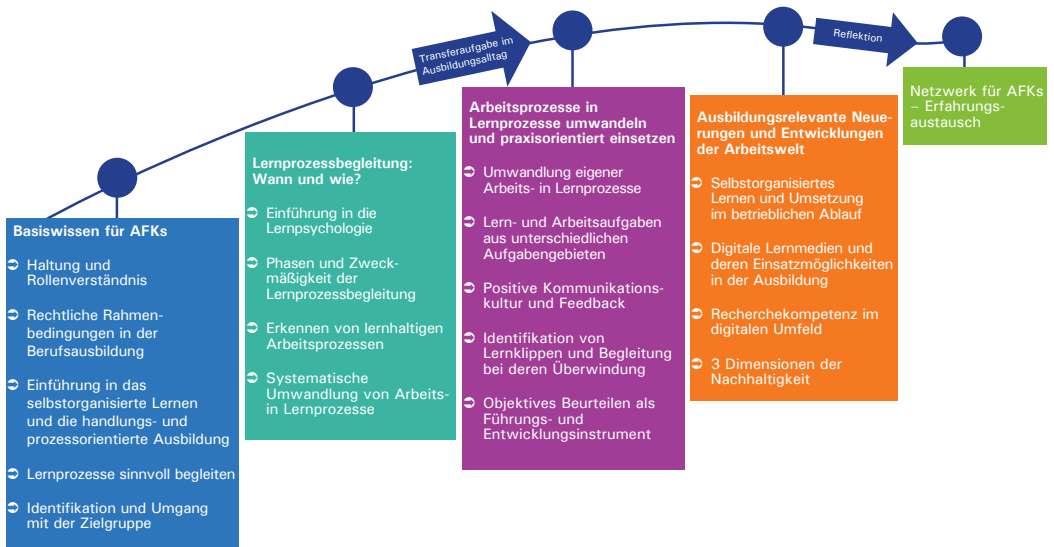 Basiswissen für AFKs
Haltung und
Rollenverständnis
Rechtliche Rahmen-
bedingungen in der
Berufsausbildung
Einführung in das
selbstorganisierte Lernen
und die handlungs- und
prozessorientierte Ausbildung
Lernprozesse sinnvoll begleiten
Identifikation und Umgang
mit der Zielgruppe
Lernprozessbegleitung:
Wann und wie?
Einführung in die
Lernpsychologie
Phasen und Zweck-
mäßigkeit der
Lernprozessbegleitung
Erkennen von lernhaltigen
Arbeitsprozessen
Systematische
Umwandlung von Arbeits-
in Lernprozesse
Transferaufgabe im
Ausbildungsalltag
Arbeitsprozesse in
Lernprozesse umwandeln
und praxisorientiert einsetzen
Umwandlung eigener
Arbeits- in Lernprozesse
Lern- und Arbeitsaufgaben
aus unterschiedlichen
Aufgabengebieten
Positive Kommunikations-
kultur und Feedback
Identifikation von
Lernklippen und Begleitung
bei deren Überwindung
Objektives Beurteilen als
Führungs- und
Entwicklungsinstrument
Ausbildungsrelevante Neue-
rungen und Entwicklungen
der Arbeitswelt
Selbstorganisiertes
Lernen und Umsetzung
im betrieblichen Ablauf
Digitale Lernmedien und
deren Einsatzmöglichkeiten
in der Ausbildung
Recherchekompetenz im
digitalen Umfeld
3 Dimensionen der
Nachhaltigkeit
Reflektion
Netzwerk für AFKs
– Erfahrungs-
austausch